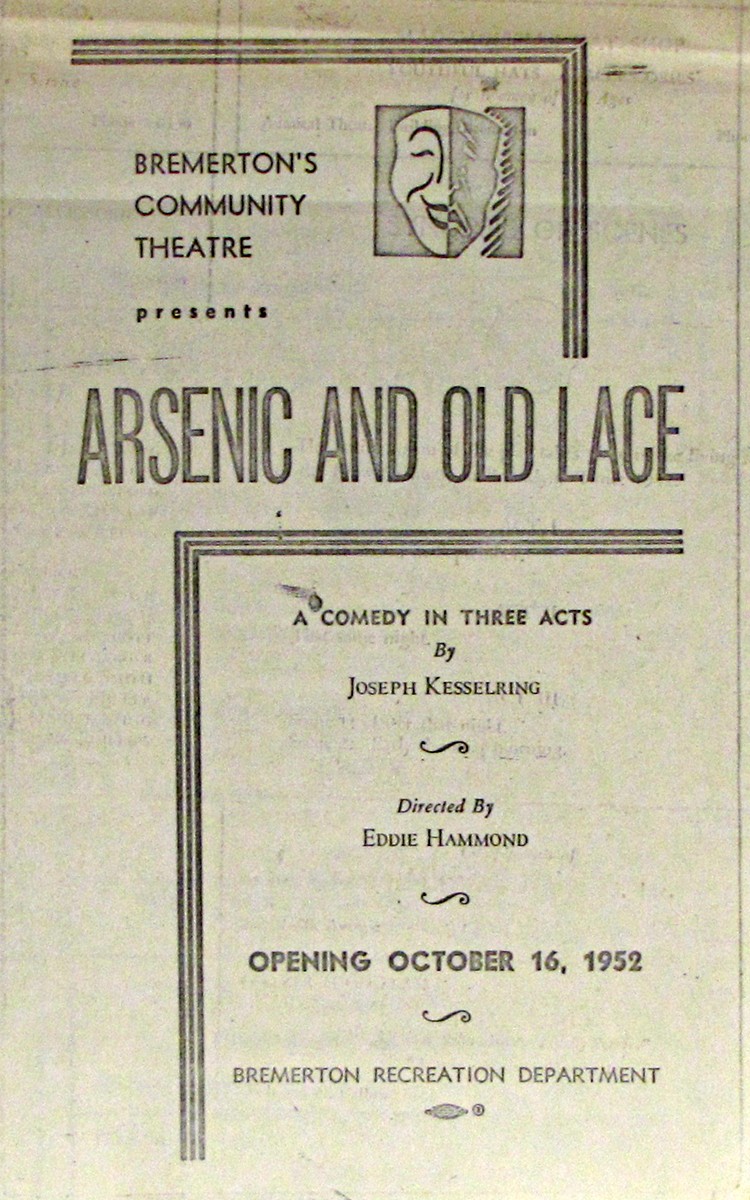 BREMERTON'S
COMMUNITY
THEATRE
presents
ARSENIC AND OLD LACE
A COMEDY IN THREE ACTS
By
JOSEPH KESSELRING
Directed By
EDDIE HAMMOND
OPENING OCTOBER 16, 1952
BREMERTON RECREATION DEPARTMENT